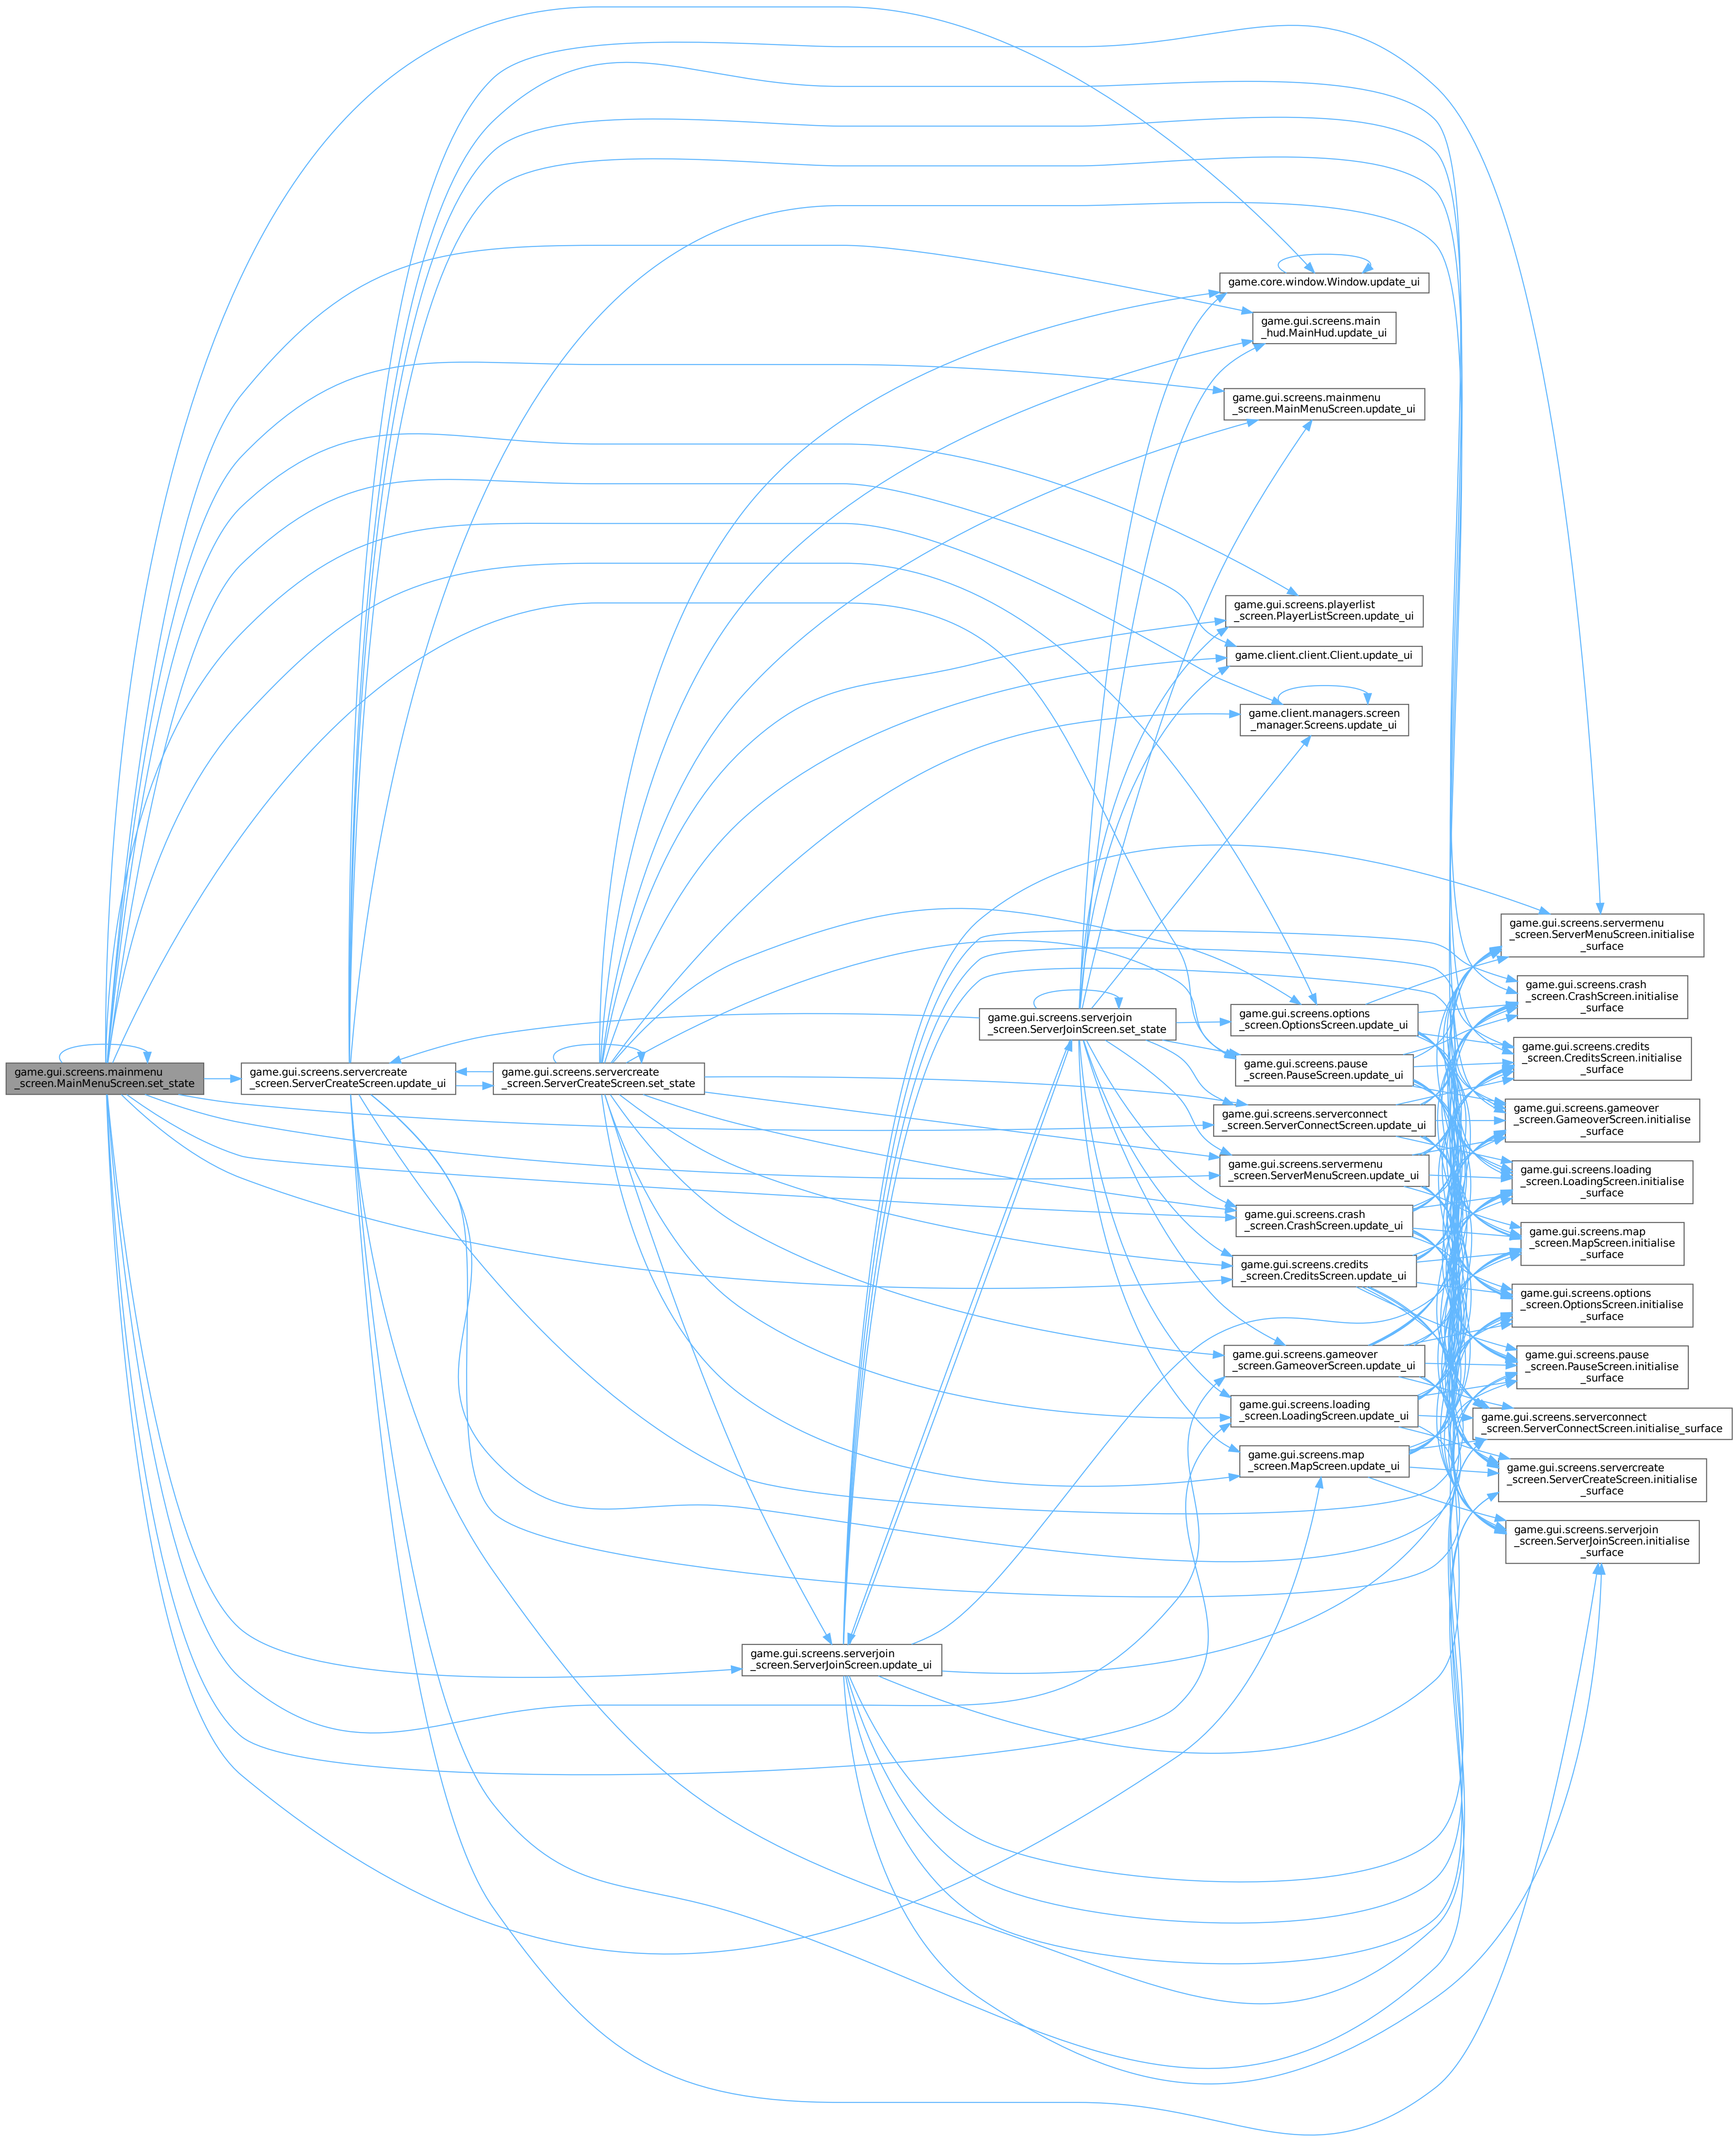 game.gui.screens.mainmenu
_screen.MainMenuScreen.set_state
game.gui.screens.servercreate
_screen.ServerCreateScreen.update_ui
game.gui.screens.servercreate
_screen.ServerCreateScreen.set_state
game.gui.screens.serverjoin
_screen.ServerJoinScreen.update_ui
game.gui.screens.serverjoin
_screen.ServerJoinScreen.set_state
game.core.window.Window.update_ui
game.gui.screens.main
_hud.MainHud.update_ui
game.gui.screens.mainmenu
_screen.MainMenuScreen.update_ui
game.gui.screens.playerlist
_screen.PlayerListScreen.update_ui
game.client.client.Client.update_ui
game.client.managers.screen
_manager.Screens.update_ui
game.gui.screens.options
_screen.OptionsScreen.update_ui
game.gui.screens.pause
_screen.PauseScreen.update_ui
game.gui.screens.serverconnect
_screen.ServerConnectScreen.update_ui
game.gui.screens.servermenu
_screen.ServerMenuScreen.update_ui
game.gui.screens.crash
_screen.CrashScreen.update_ui
game.gui.screens.credits
_screen.CreditsScreen.update_ui
game.gui.screens.gameover
_screen.GameoverScreen.update_ui
game.gui.screens.loading
_screen.LoadingScreen.update_ui
game.gui.screens.map
_screen.MapScreen.update_ui
game.gui.screens.servermenu
_screen.ServerMenuScreen.initialise
_surface
game.gui.screens.crash
_screen.CrashScreen.initialise
_surface
game.gui.screens.credits
_screen.CreditsScreen.initialise
_surface
game.gui.screens.gameover
_screen.GameoverScreen.initialise
_surface
game.gui.screens.loading
_screen.LoadingScreen.initialise
_surface
game.gui.screens.map
_screen.MapScreen.initialise
_surface
game.gui.screens.options
_screen.OptionsScreen.initialise
_surface
game.gui.screens.pause
_screen.PauseScreen.initialise
_surface
game.gui.screens.serverconnect
_screen.ServerConnectScreen.initialise_surface
game.gui.screens.servercreate
_screen.ServerCreateScreen.initialise
_surface
game.gui.screens.serverjoin
_screen.ServerJoinScreen.initialise
_surface